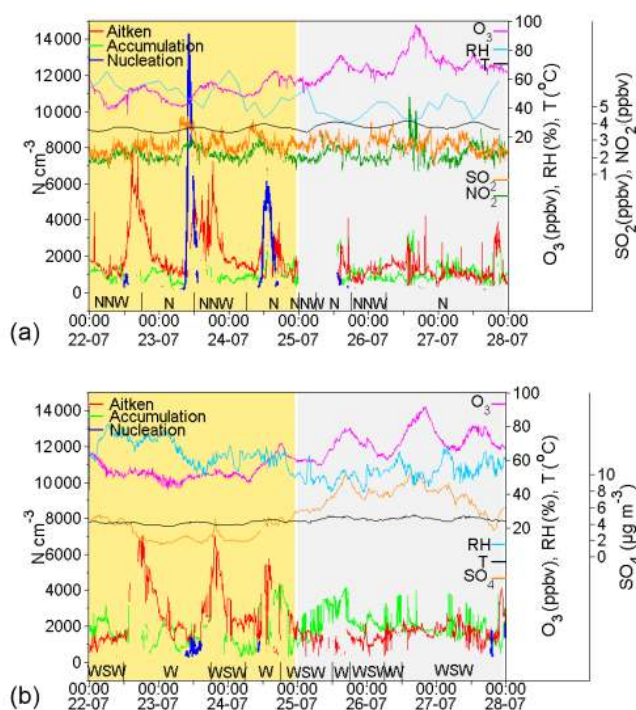 14000
12000
10000
8000
6000
4000
2000
0
N cm-3
Aitken
Accumulation
Nucleation
O3
RH
T
SO2
NO2
100
80
60
40
20
O3 (ppbv), RH (%), T (°C)
5
4
3
2
1
SO2(ppbv), NO2(ppbv)
NNW N NNW N NNW N NNW N
00:00 00:00 00:00 00:00 00:00 00:00 00:00
22-07 23-07 24-07 25-07 26-07 27-07 28-07
(a)
14000
12000
10000
8000
6000
4000
2000
0
N cm-3
Aitken
Accumulation
Nucleation
O3
RH
T
SO4
100
80
60
40
20
O3 (ppbv), RH (%), T (°C)
10
8
6
4
2
0
SO4 (µg m-3)
WSW W WSW W WSW W WSW W WSW
00:00 00:00 00:00 00:00 00:00 00:00 00:00
22-07 23-07 24-07 25-07 26-07 27-07 28-07
(b)